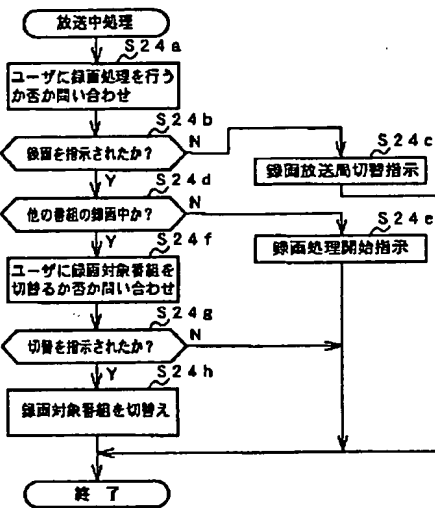 放送中処理
S24a
ユーザに録画処理を行う
か否か問い合わせ
S24b
録画を指示されたか?
N
S24c
録画放送局切替指示
Y
S24d
他の番組の録画中か?
N
S24e
録画処理開始指示
Y
S24f
ユーザに録画対象番組を
切替るか否か問い合わせ
S24g
切替を指示されたか?
N
Y
S24h
録画対象番組を切替え
終了